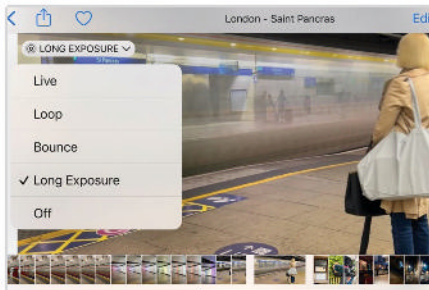 London - Saint Pancras
Edi
LONG EXPOSURE
Live
Loop
Bounce
✓ Long Exposure
Off